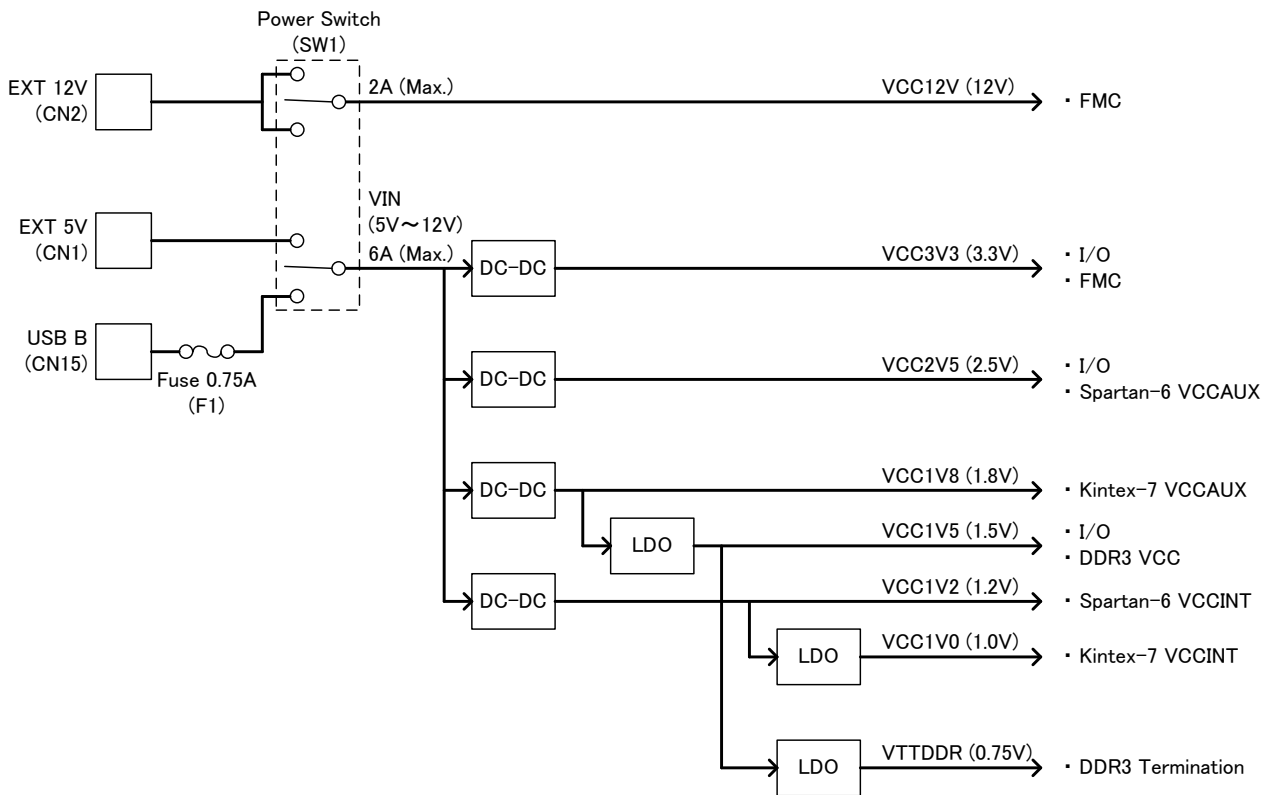 Power Switch
(SW1)
EXT 12V
(CN2)
2A (Max.)
VCC12V (12V)
・FMC
EXT 5V
(CN1)
VIN
(5V～12V)
6A (Max.)
DC-DC
VCC3V3 (3.3V)
・I/O
・FMC
USB B
(CN15)
Fuse 0.75A
(F1)
DC-DC
VCC2V5 (2.5V)
・I/O
・Spartan-6 VCCAUX
DC-DC
VCC1V8 (1.8V)
・Kintex-7 VCCAUX
LDO
VCC1V5 (1.5V)
・I/O
・DDR3 VCC
DC-DC
VCC1V2 (1.2V)
・Spartan-6 VCCINT
LDO
VCC1V0 (1.0V)
・Kintex-7 VCCINT
LDO
VTTDDR (0.75V)
・DDR3 Termination